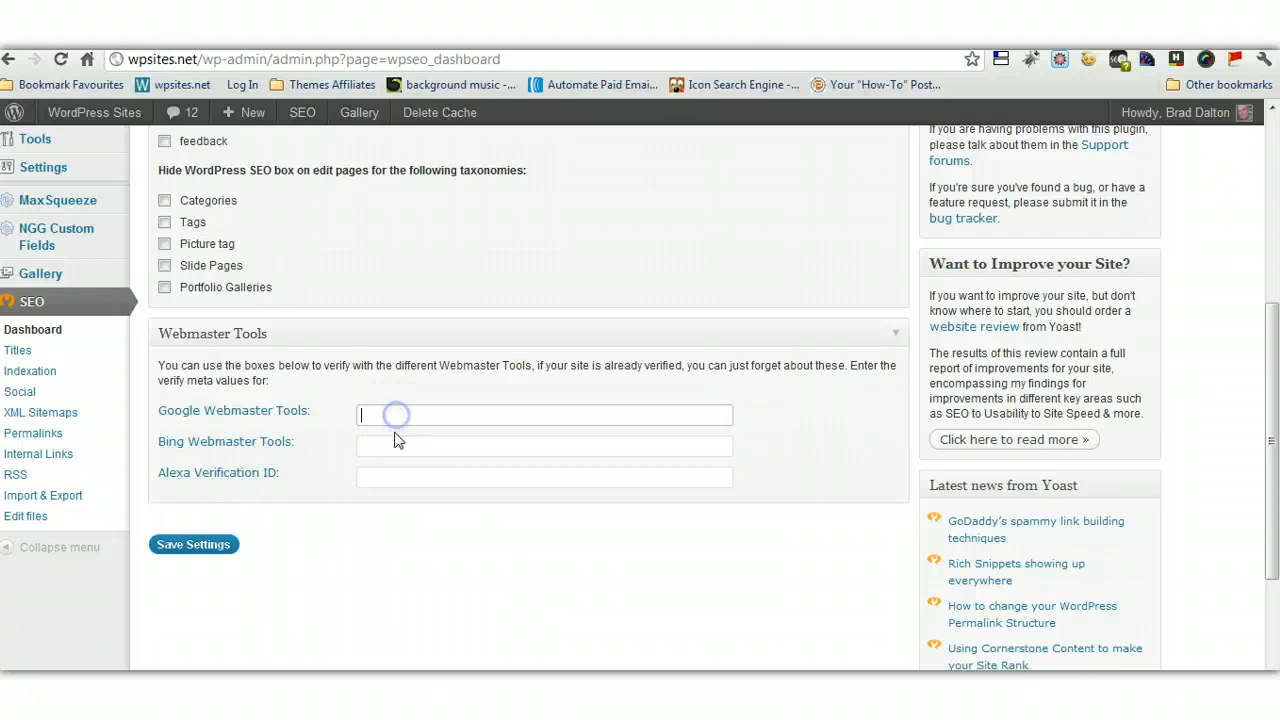 wpsites.net/wp-admin/admin.php?page=wpseo_dashboard
Bookmark Favourites
wpsites.net
Log In
Themes Affiliates
background music -...
Automate Paid Email...
Icon Search Engine -...
Your “How-To” Post...
Other bookmarks
WordPress Sites
12
+ New
SEO
Gallery
Delete Cache
Howdy, Brad Dalton
Tools
Settings
MaxSqueeze
NGG Custom
Fields
Gallery
SEO
Dashboard
Titles
Indexation
Social
XML Sitemaps
Permalinks
Internal Links
RSS
Import & Export
Edit files
Collapse menu
feedback
Hide WordPress SEO box on edit pages for the following taxonomies:
Categories
Tags
Picture tag
Slide Pages
Portfolio Galleries
Webmaster Tools
You can use the boxes below to verify with the different Webmaster Tools, if your site is already verified, you can just forget about these. Enter the
verify meta values for:
Google Webmaster Tools:
Bing Webmaster Tools:
Alexa Verification ID:
Save Settings
If you are having problems with this plugin,
please talk about them in the Support
forums.
If you're sure you've found a bug, or have a
feature request, please submit it in the
bug tracker.
Want to Improve your Site?
If you want to improve your site, but don't
know where to start, you should order a
website review from Yoast!
The results of this review contain a full
report of improvements for your site,
encompassing my findings for
improvements in different key areas such
as SEO to Usability to Site Speed & more.
Click here to read more »
Latest news from Yoast
GoDaddy's spammy link building
techniques
Rich Snippets showing up
everywhere
How to change your WordPress
Permalink Structure
Using Cornerstone Content to make
your Site Rank